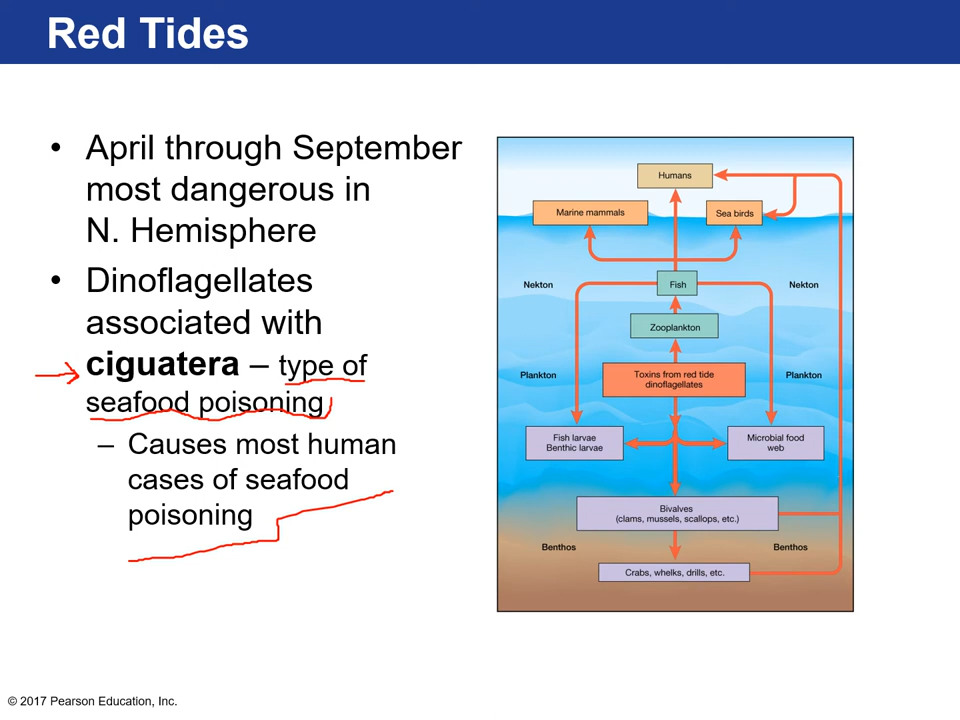 Red Tides
• April through September
most dangerous in
N. Hemisphere
• Dinoflagellates
associated with
ciguatera – type of
seafood poisoning
– Causes most human
cases of seafood
poisoning
Humans
Marine mammals
Sea birds
Nekton
Fish
Nekton
Zooplankton
Plankton
Toxins from red tide
dinoflagellates
Plankton
Fish larvae
Benthic larvae
Microbial food
web
Bivalves
(clams, mussels, scallops, etc.)
Benthos
Benthos
Crabs, whelks, drills, etc.
© 2017 Pearson Education, Inc.